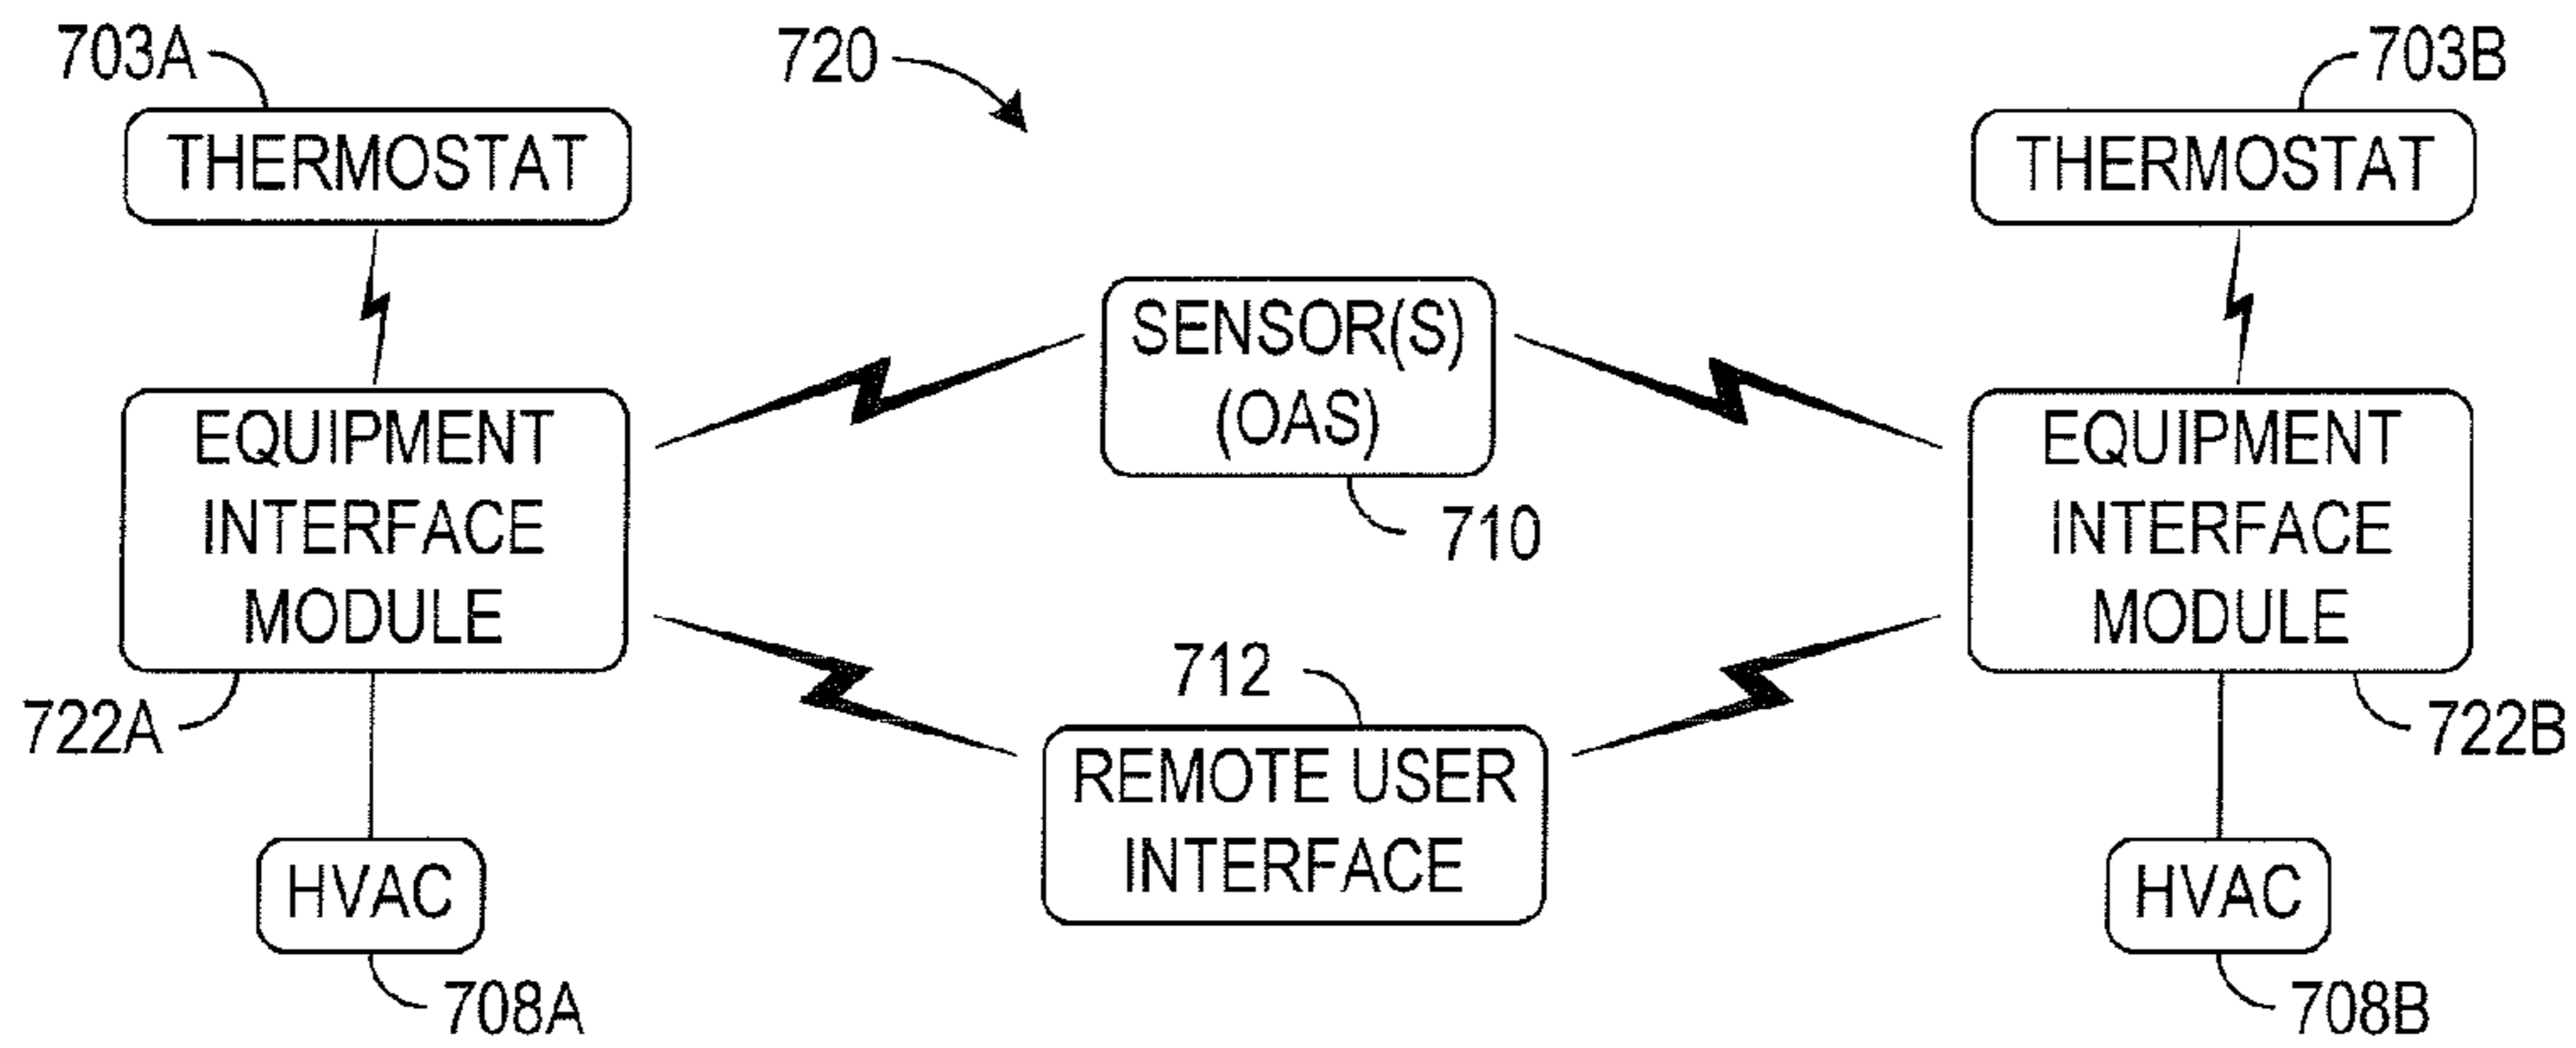 703A
720
703B
THERMOSTAT
THERMOSTAT
SENSOR(S)
(OAS)
710
EQUIPMENT
INTERFACE
MODULE
722A
EQUIPMENT
INTERFACE
MODULE
722B
712
REMOTE USER
INTERFACE
HVAC
708A
HVAC
708B